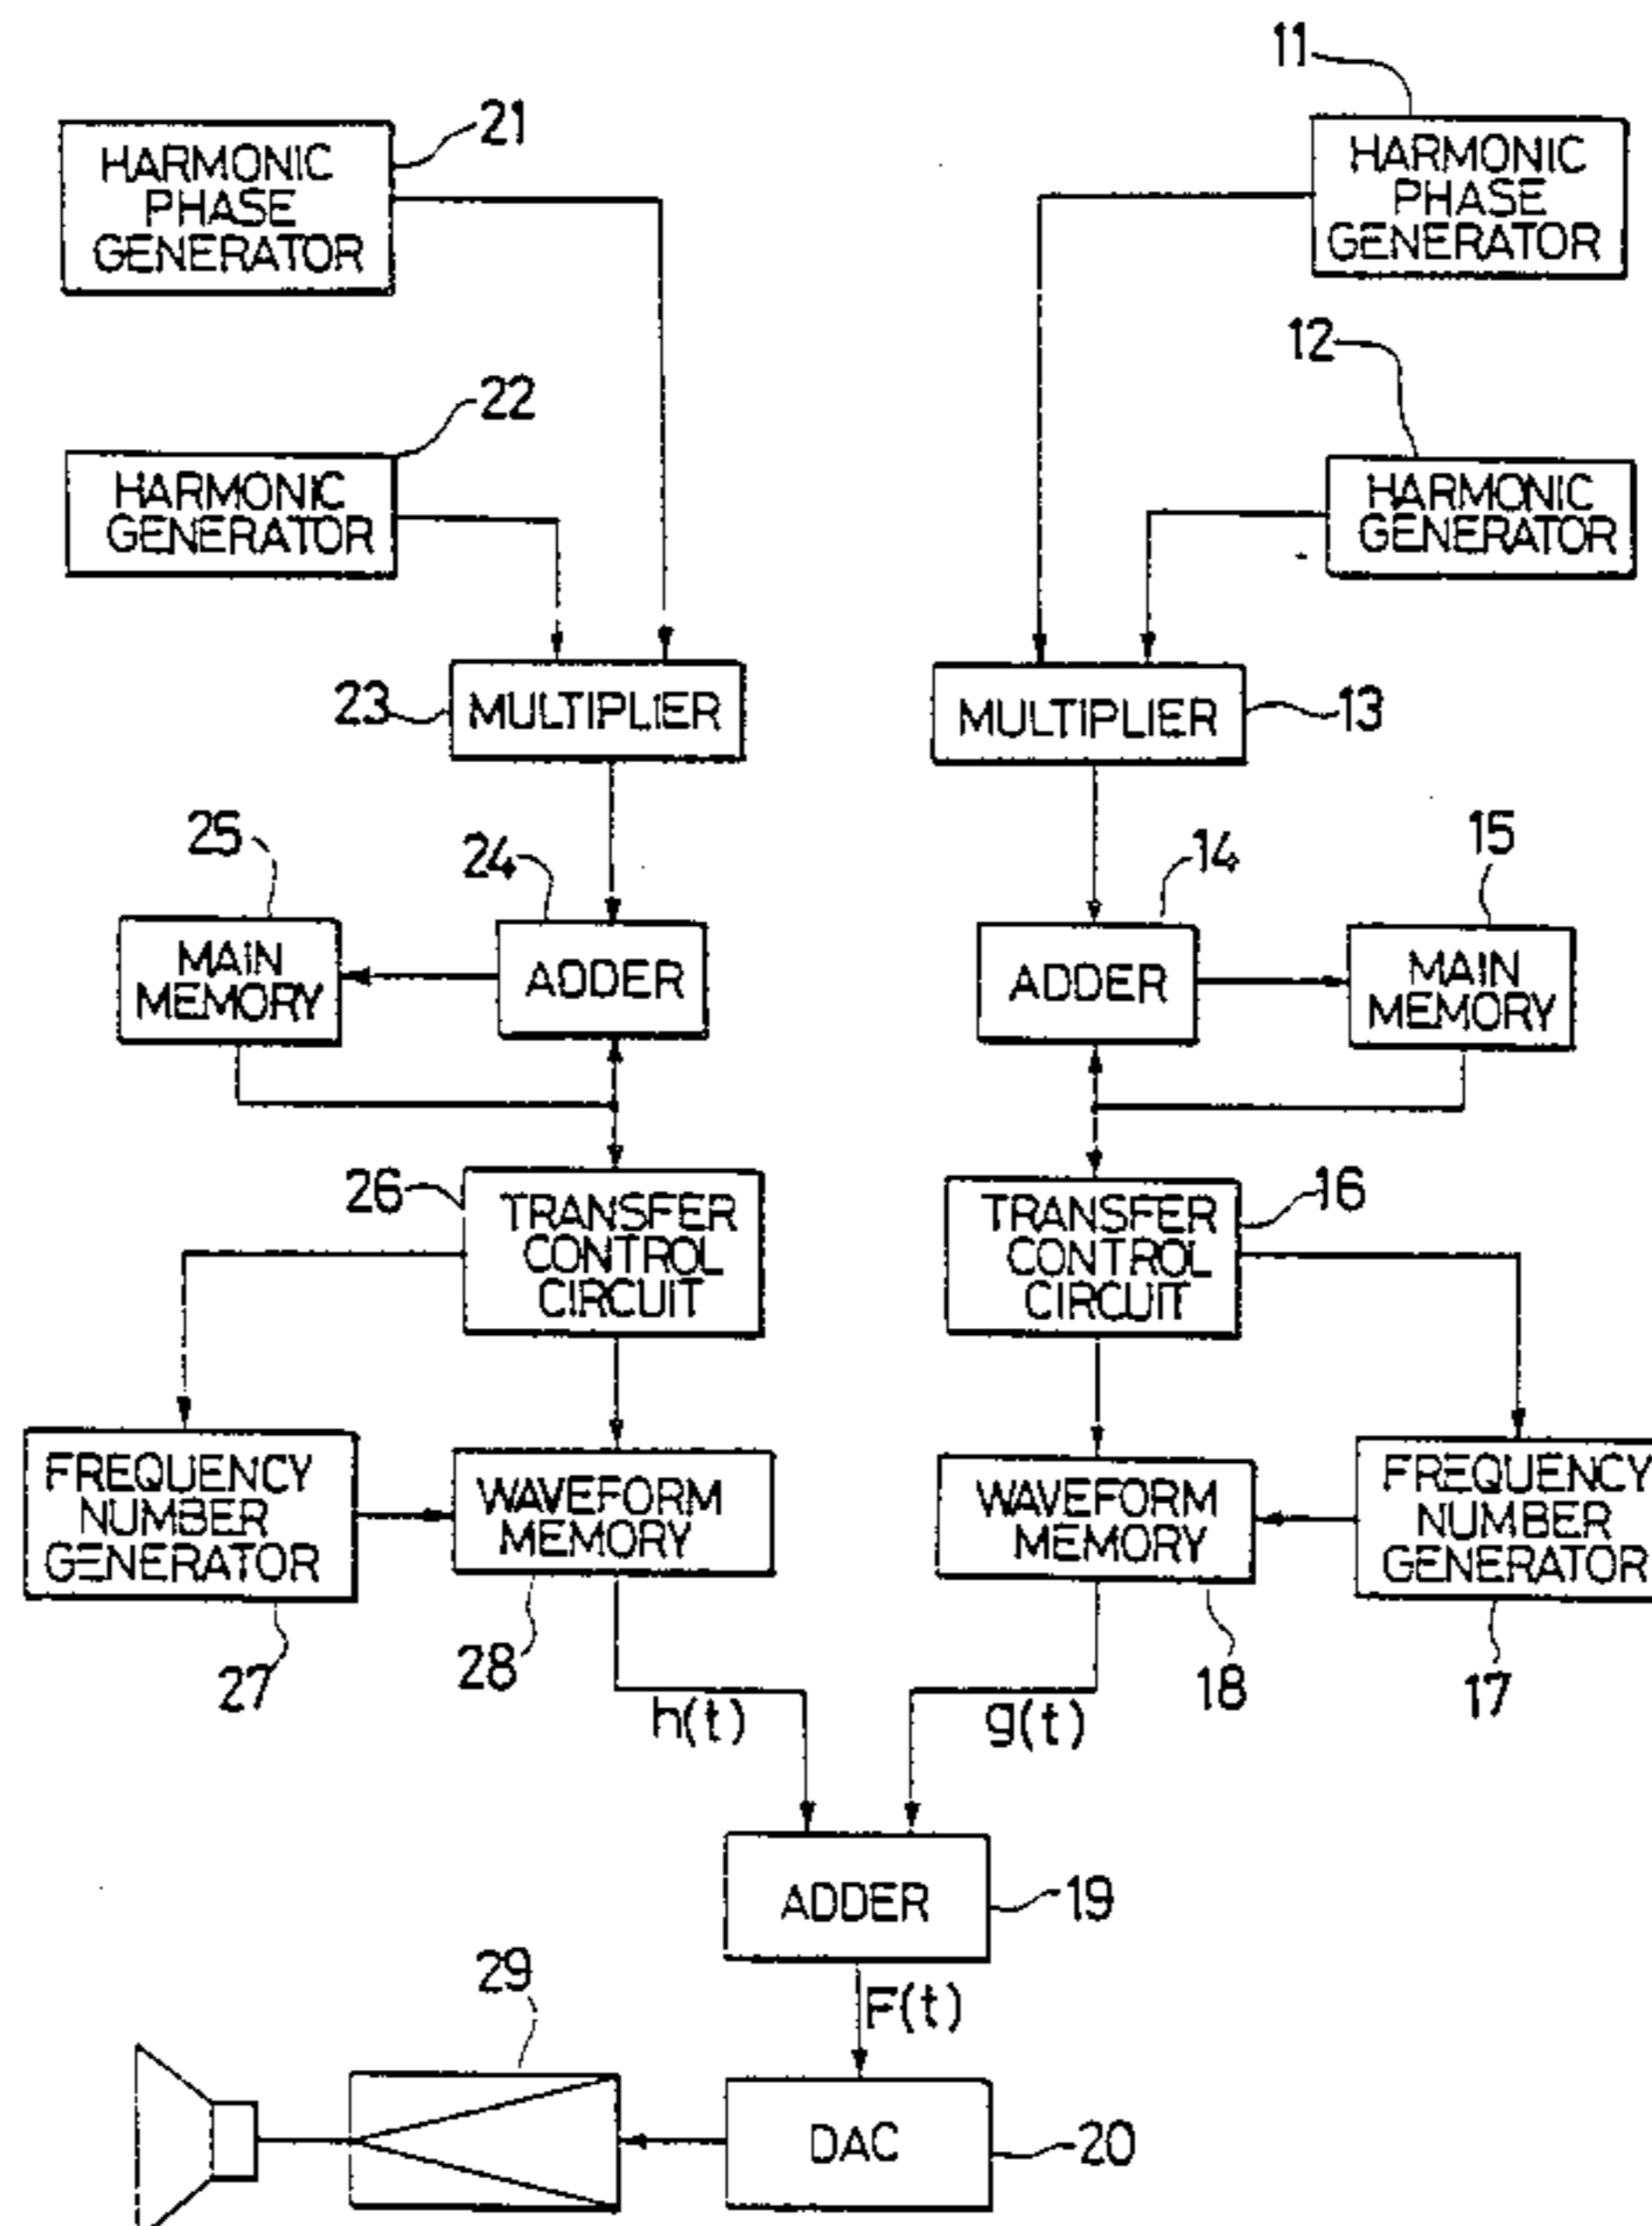 11
21
HARMONIC
PHASE
GENERATOR
HARMONIC
PHASE
GENERATOR
12
22
HARMONIC
GENERATOR
HARMONIC
GENERATOR
23
MULTIPLIER
MULTIPLIER
13
25
24
14
15
MAIN
MEMORY
ADDER
ADDER
MAIN
MEMORY
26
TRANSFER
CONTROL
CIRCUIT
TRANSFER
CONTROL
CIRCUIT
16
FREQUENCY
NUMBER
GENERATOR
WAVEFORM
MEMORY
WAVEFORM
MEMORY
FREQUENCY
NUMBER
GENERATOR
27
28
18
17
h(t)
g(t)
ADDER
19
29
F(t)
DAC
20